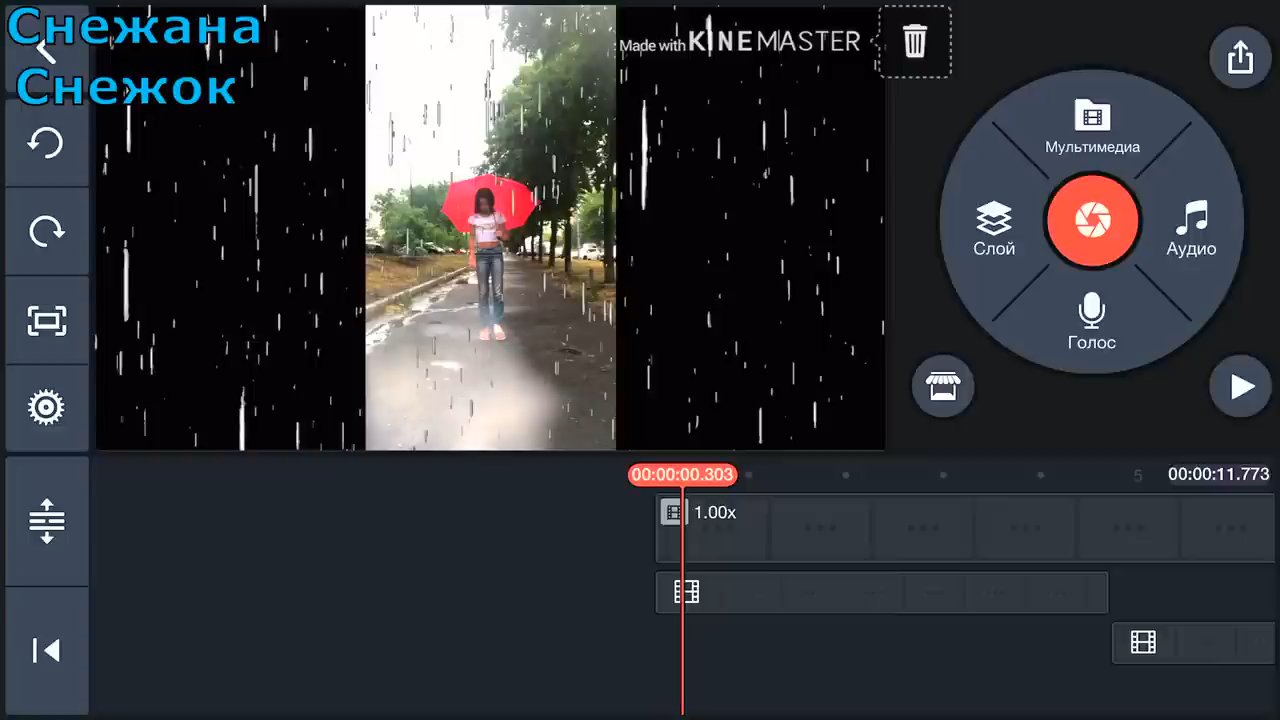 Снежана
Снежок
Made with KINEMASTER
Мультимедиа
Слой
Аудио
Голос
00:00:00.303
5
00:00:11.773
1.00x